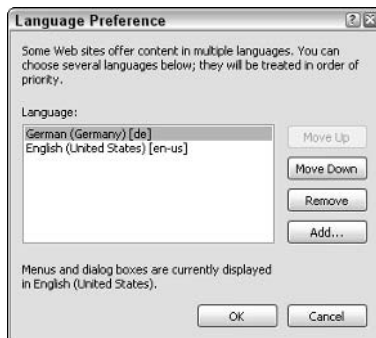 Language Preference
Some Web sites offer content in multiple languages. You can
choose several languages below; they will be treated in order of
priority.
Language:
German (Germany) [de]
English (United States) [en-us]
Move Up
Move Down
Remove
Add...
Menus and dialog boxes are currently displayed
in English (United States).
OK
Cancel